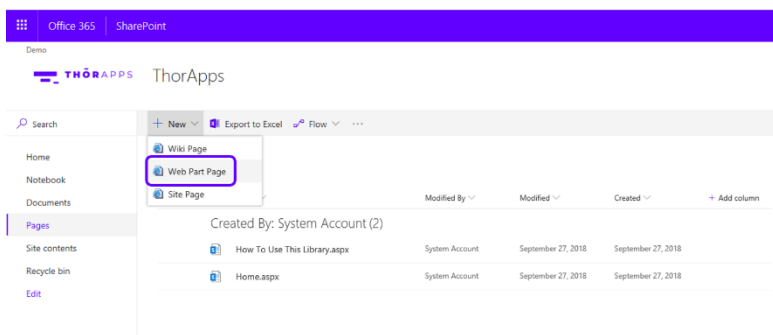 Office 365 SharePoint
Demo
THŌRAPPS ThorApps
Search
New Export to Excel Flow ...
Wiki Page
Web Part Page
Site Page
Home
Notebook
Documents
Pages
Site contents
Recycle bin
Edit
Modified By Modified Created + Add column
Created By: System Account (2)
How To Use This Library.aspx System Account September 27, 2018 September 27, 2018
Home.aspx System Account September 27, 2018 September 27, 2018